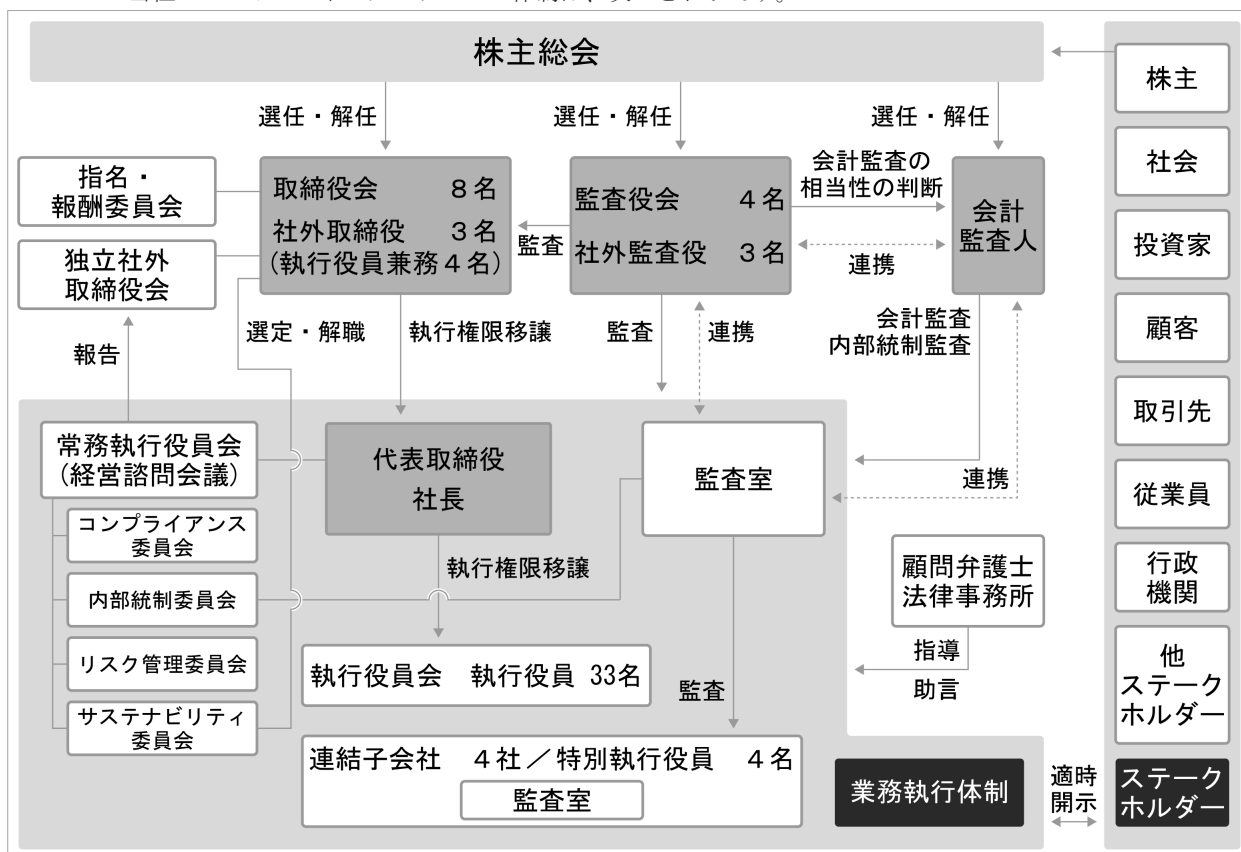 株主総会
選任・解任
選任・解任
選任・解任
指名・
報酬委員会
独立社外
取締役会
取締役会 8名
社外取締役 3名
(執行役員兼務4名)
監査
監査役会 4名
社外監査役 3名
会計監査の
相当性の判断
連携
会計
監査人
報告
選定・解職
執行権限移譲
監査
連携
会計監査
内部統制監査
連携
常務執行役員会
(経営諮問会議)
コンプライアンス
委員会
内部統制委員会
リスク管理委員会
サステナビリティ
委員会
代表取締役
社長
執行権限移譲
監査室
執行役員会 執行役員 33名
監査
連結子会社 4社/特別執行役員 4名
監査室
顧問弁護士
法律事務所
指導
助言
業務執行体制
適時
開示
株主
社会
投資家
顧客
取引先
従業員
行政
機関
他
ステーク
ホルダー
ステーク
ホルダー